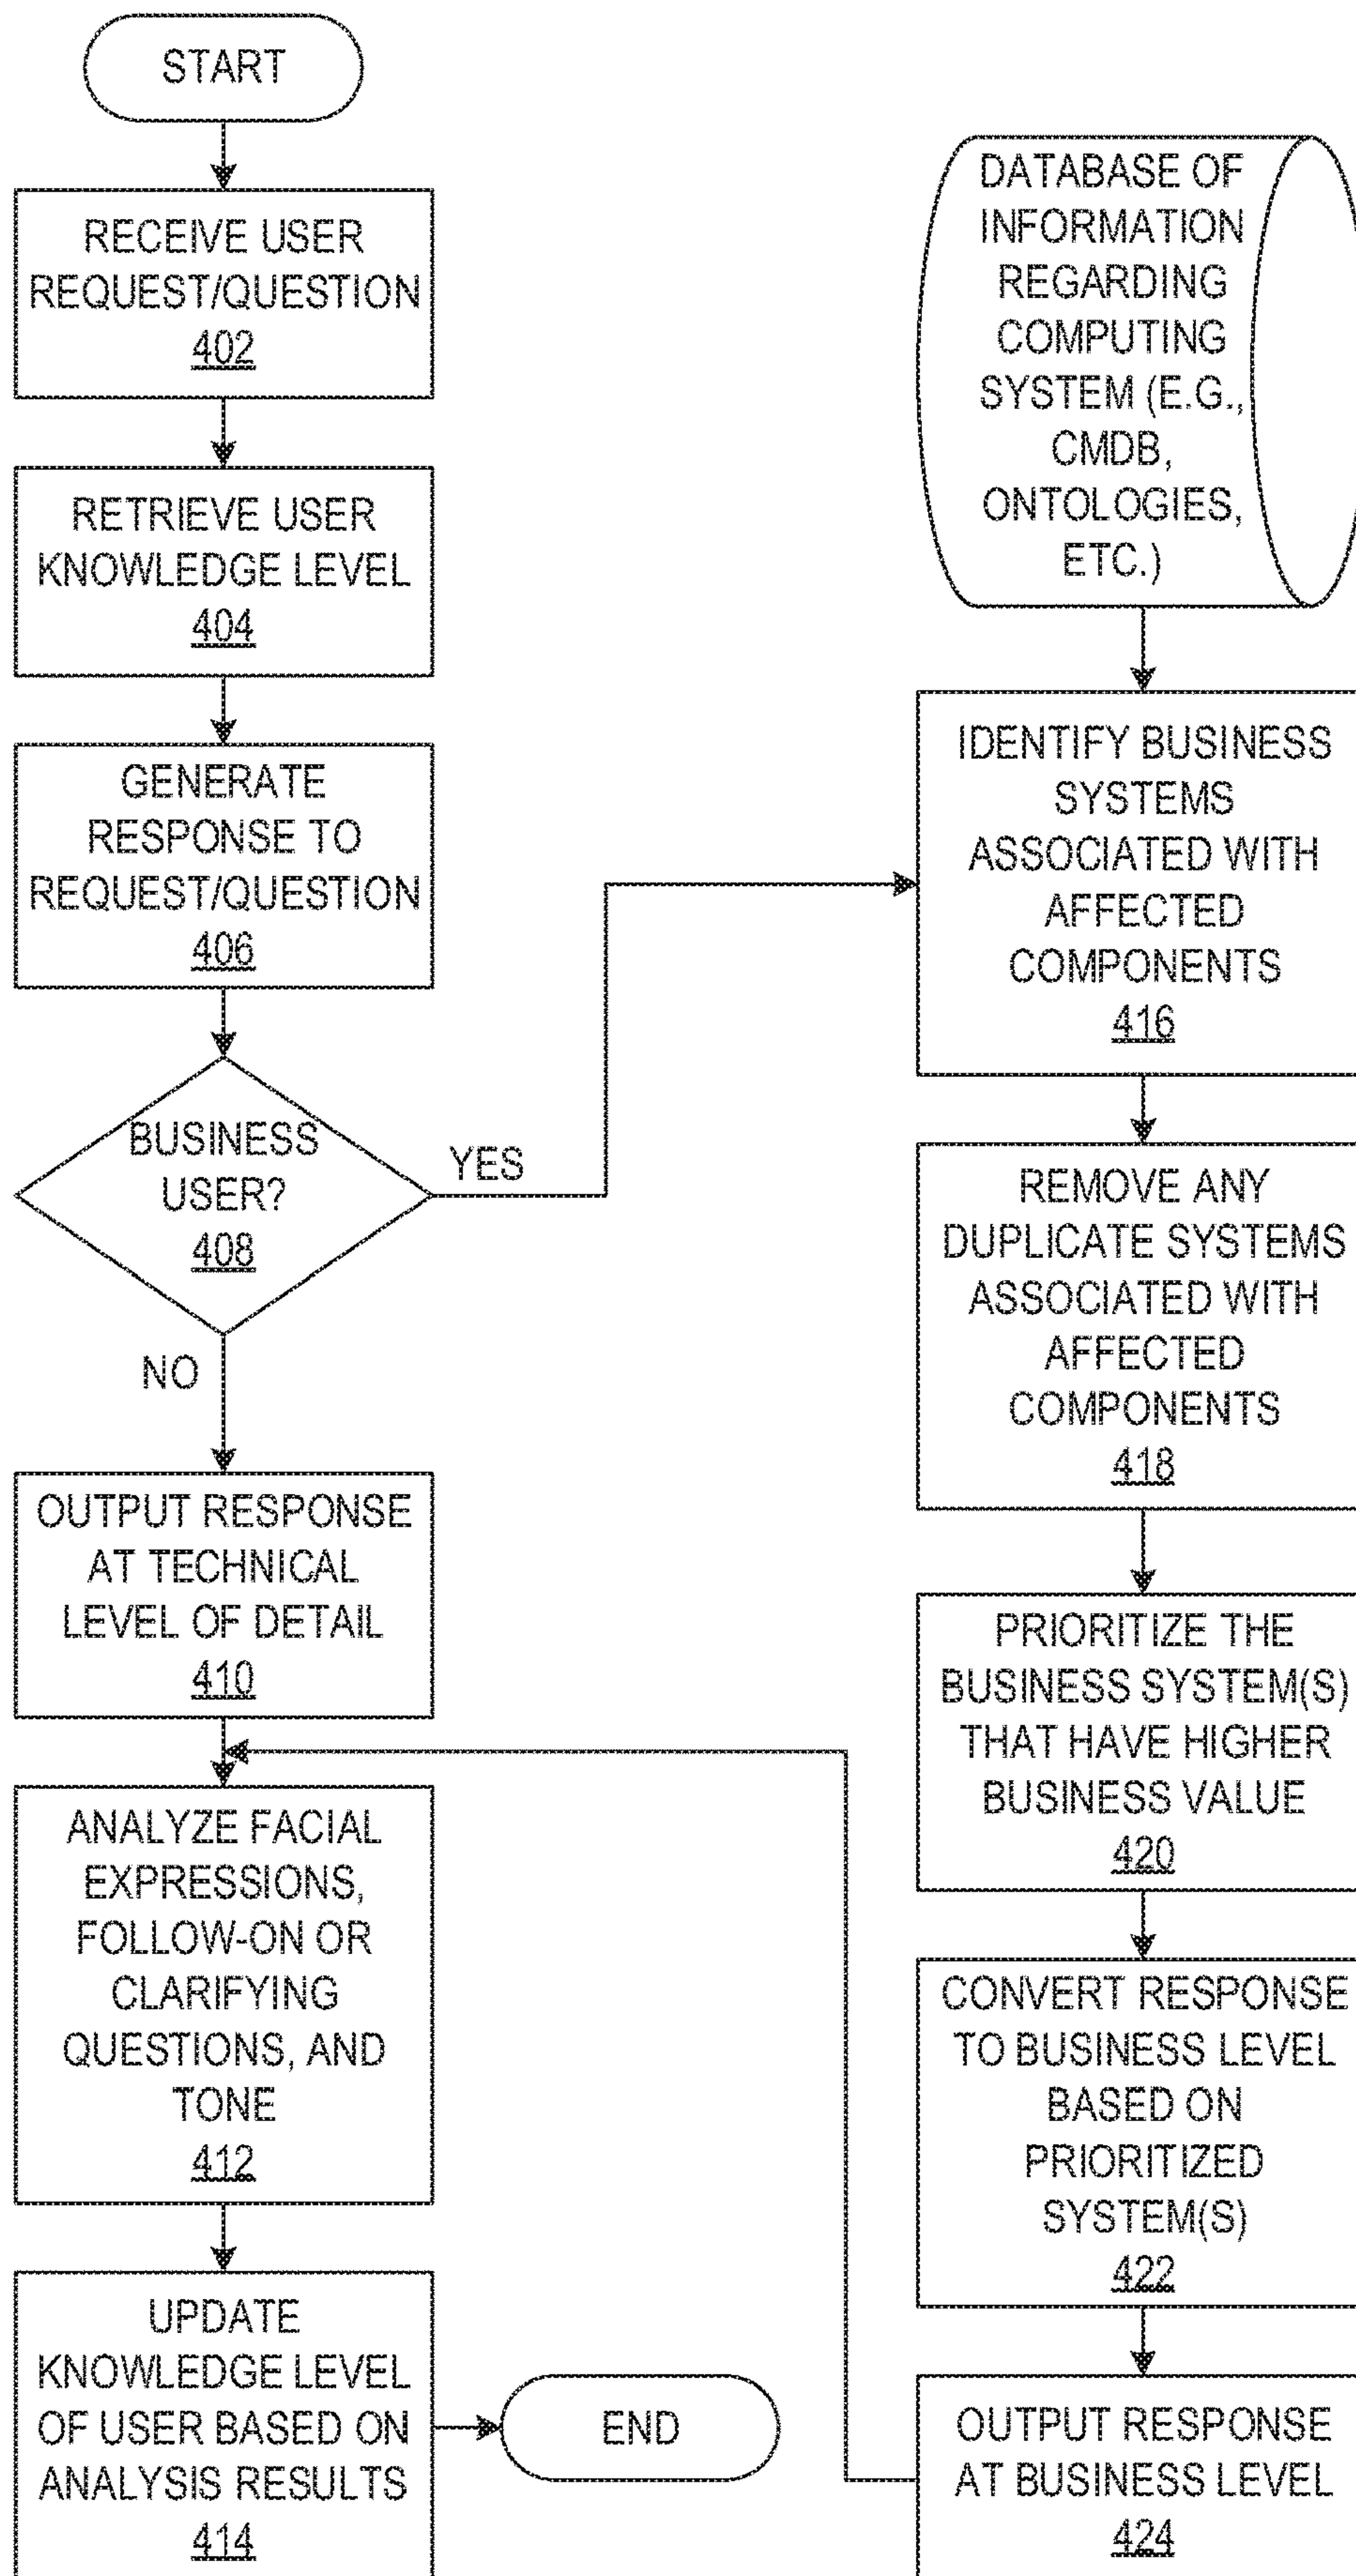 START
RECEIVE USER
REQUEST/QUESTION
402
RETRIEVE USER
KNOWLEDGE LEVEL
404
GENERATE
RESPONSE TO
REQUEST/QUESTION
406
BUSINESS
USER?
408
YES
NO
OUTPUT RESPONSE
AT TECHNICAL
LEVEL OF DETAIL
410
ANALYZE FACIAL
EXPRESSIONS,
FOLLOW-ON OR
CLARIFYING
QUESTIONS, AND
TONE
412
UPDATE
KNOWLEDGE LEVEL
OF USER BASED ON
ANALYSIS RESULTS
414
END
DATABASE OF
INFORMATION
REGARDING
COMPUTING
SYSTEM (E.G.,
CMDB,
ONTOLOGIES,
ETC.)
IDENTIFY BUSINESS
SYSTEMS
ASSOCIATED WITH
AFFECTED
COMPONENTS
416
REMOVE ANY
DUPLICATE SYSTEMS
ASSOCIATED WITH
AFFECTED
COMPONENTS
418
PRIORITIZE THE
BUSINESS SYSTEM(S)
THAT HAVE HIGHER
BUSINESS VALUE
420
CONVERT RESPONSE
TO BUSINESS LEVEL
BASED ON
PRIORITIZED
SYSTEM(S)
422
OUTPUT RESPONSE
AT BUSINESS LEVEL
424